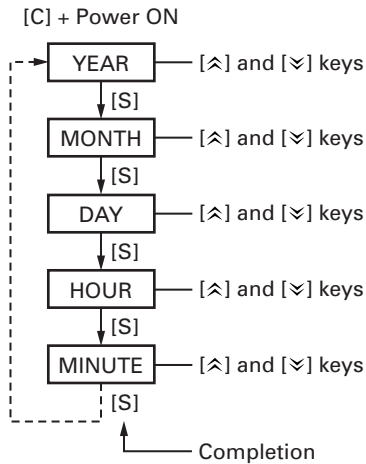 [C] + Power ON
YEAR [︽] and [︾] keys
[S]
MONTH [︽] and [︾] keys
[S]
DAY [︽] and [︾] keys
[S]
HOUR [︽] and [︾] keys
[S]
MINUTE [︽] and [︾] keys
[S]
Completion